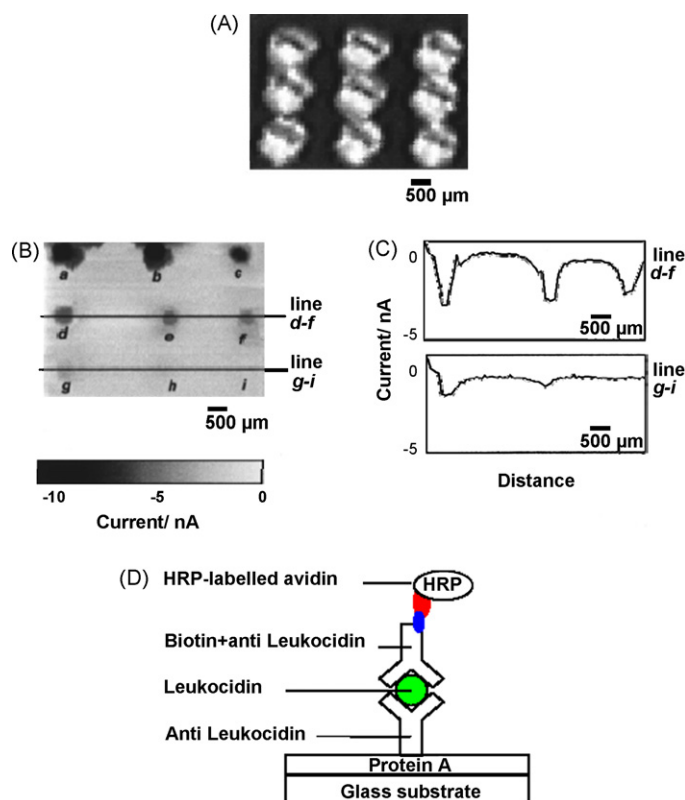 (A)
500 µm
(B)
a b c
d e f
g h i
line
d-f
line
g-i
500 µm
-10 -5 0
Current/ nA
(C)
Current/ nA
0
-5
500 µm
line
d-f
0
-5
500 µm
line
g-i
Distance
(D) HRP-labelled avidin
HRP
Biotin+anti Leukocidin
Leukocidin
Anti Leukocidin
Protein A
Glass substrate